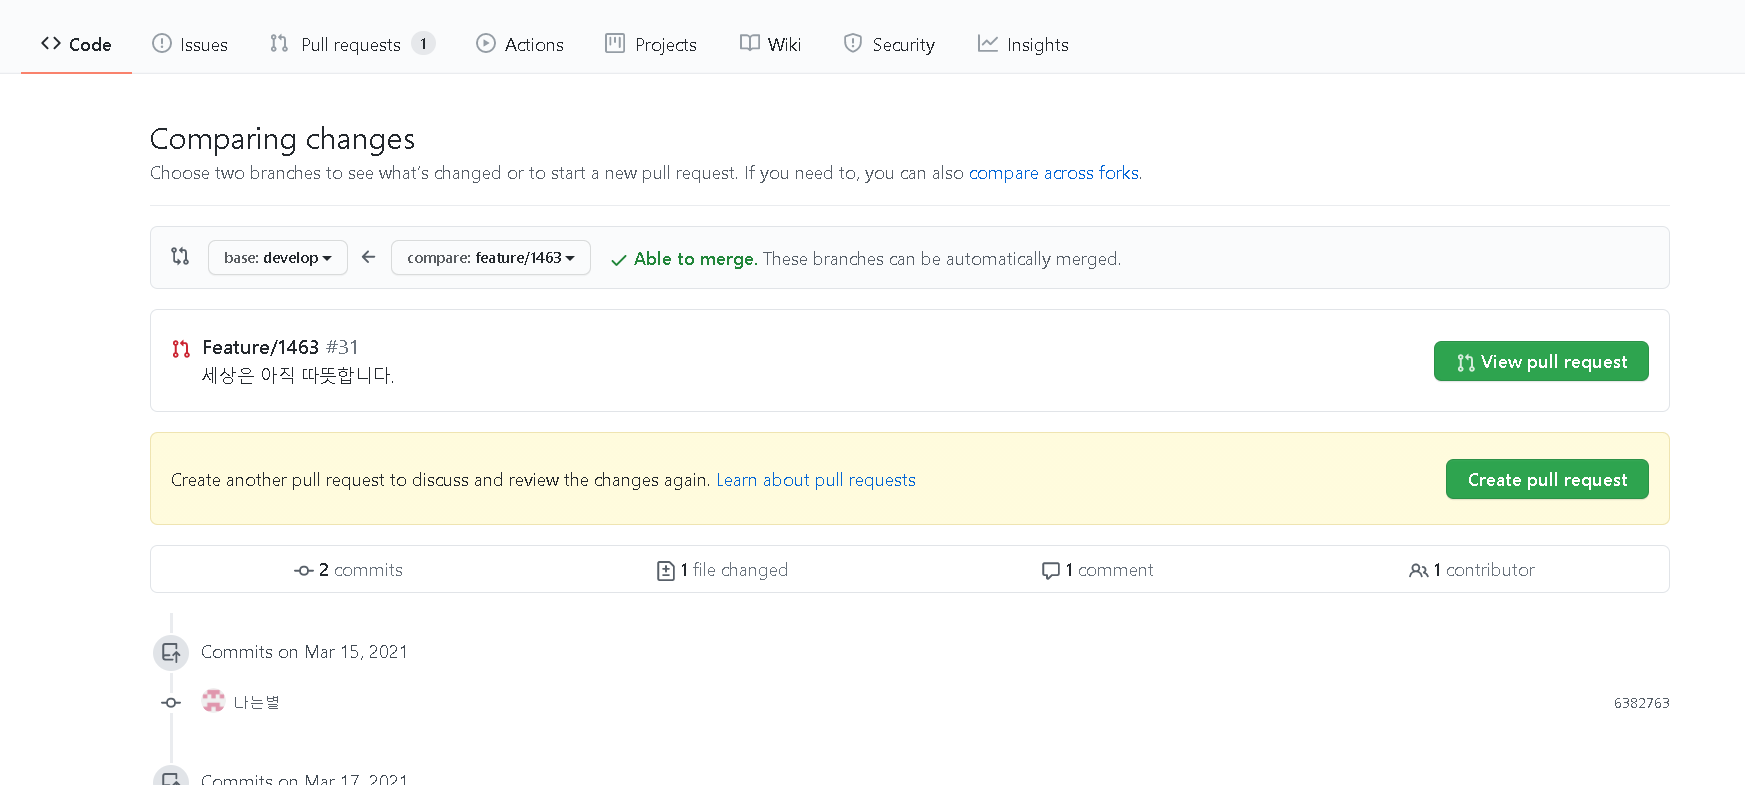 Code Issues Pull requests 1 Actions Projects Wiki Security Insights
Comparing changes
Choose two branches to see what's changed or to start a new pull request. If you need to, you can also compare across forks.
base: develop compare: feature/1463 Able to merge. These branches can be automatically merged.
Feature/1463 #31
세상은 아직 따뜻합니다.
View pull request
Create another pull request to discuss and review the changes again. Learn about pull requests
Create pull request
2 commits 1 file changed 1 comment 1 contributor
Commits on Mar 15, 2021
나는별 6382763
Commits on Mar 17, 2021